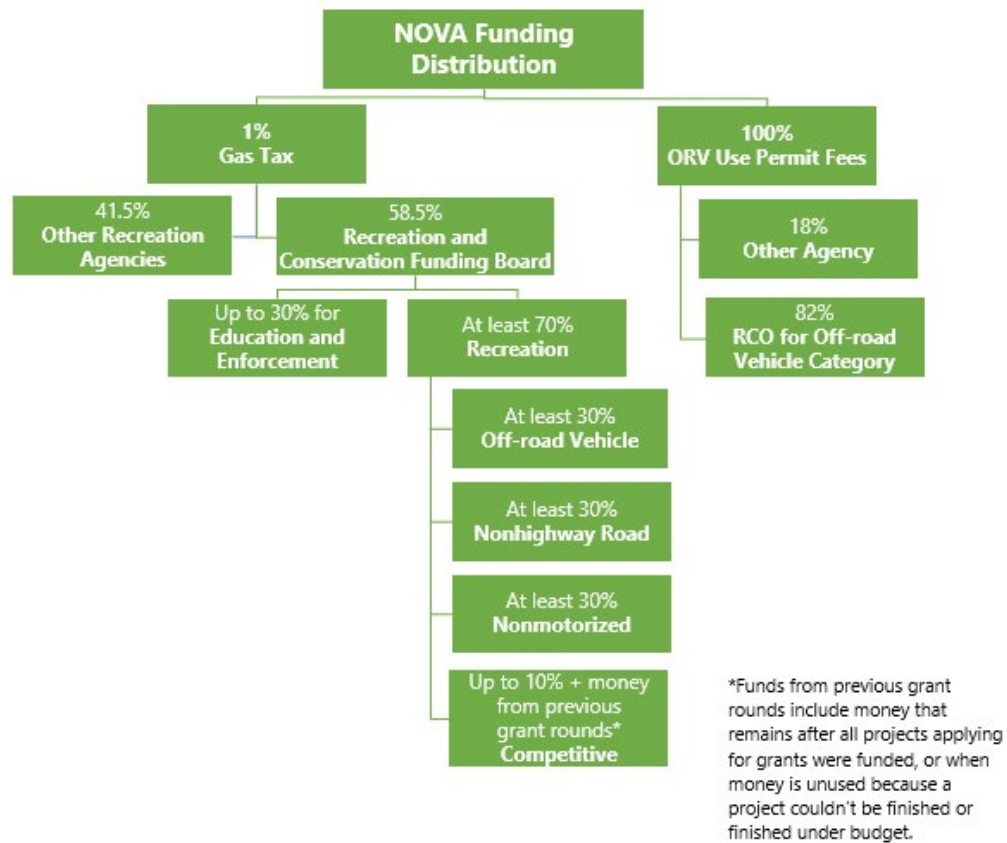 NOVA Funding
Distribution
1%
Gas Tax
100%
ORV Use Permit Fees
41.5%
Other Recreation
Agencies
58.5%
Recreation and
Conservation Funding Board
18%
Other Agency
Up to 30% for
Education and
Enforcement
At least 70%
Recreation
82%
RCO for Off-road
Vehicle Category
At least 30%
Off-road Vehicle
At least 30%
Nonhighway Road
At least 30%
Nonmotorized
Up to 10% + money
from previous
grant rounds*
Competitive
*Funds from previous grant
rounds include money that
remains after all projects applying
for grants were funded, or when
money is unused because a
project couldn't be finished or
finished under budget.